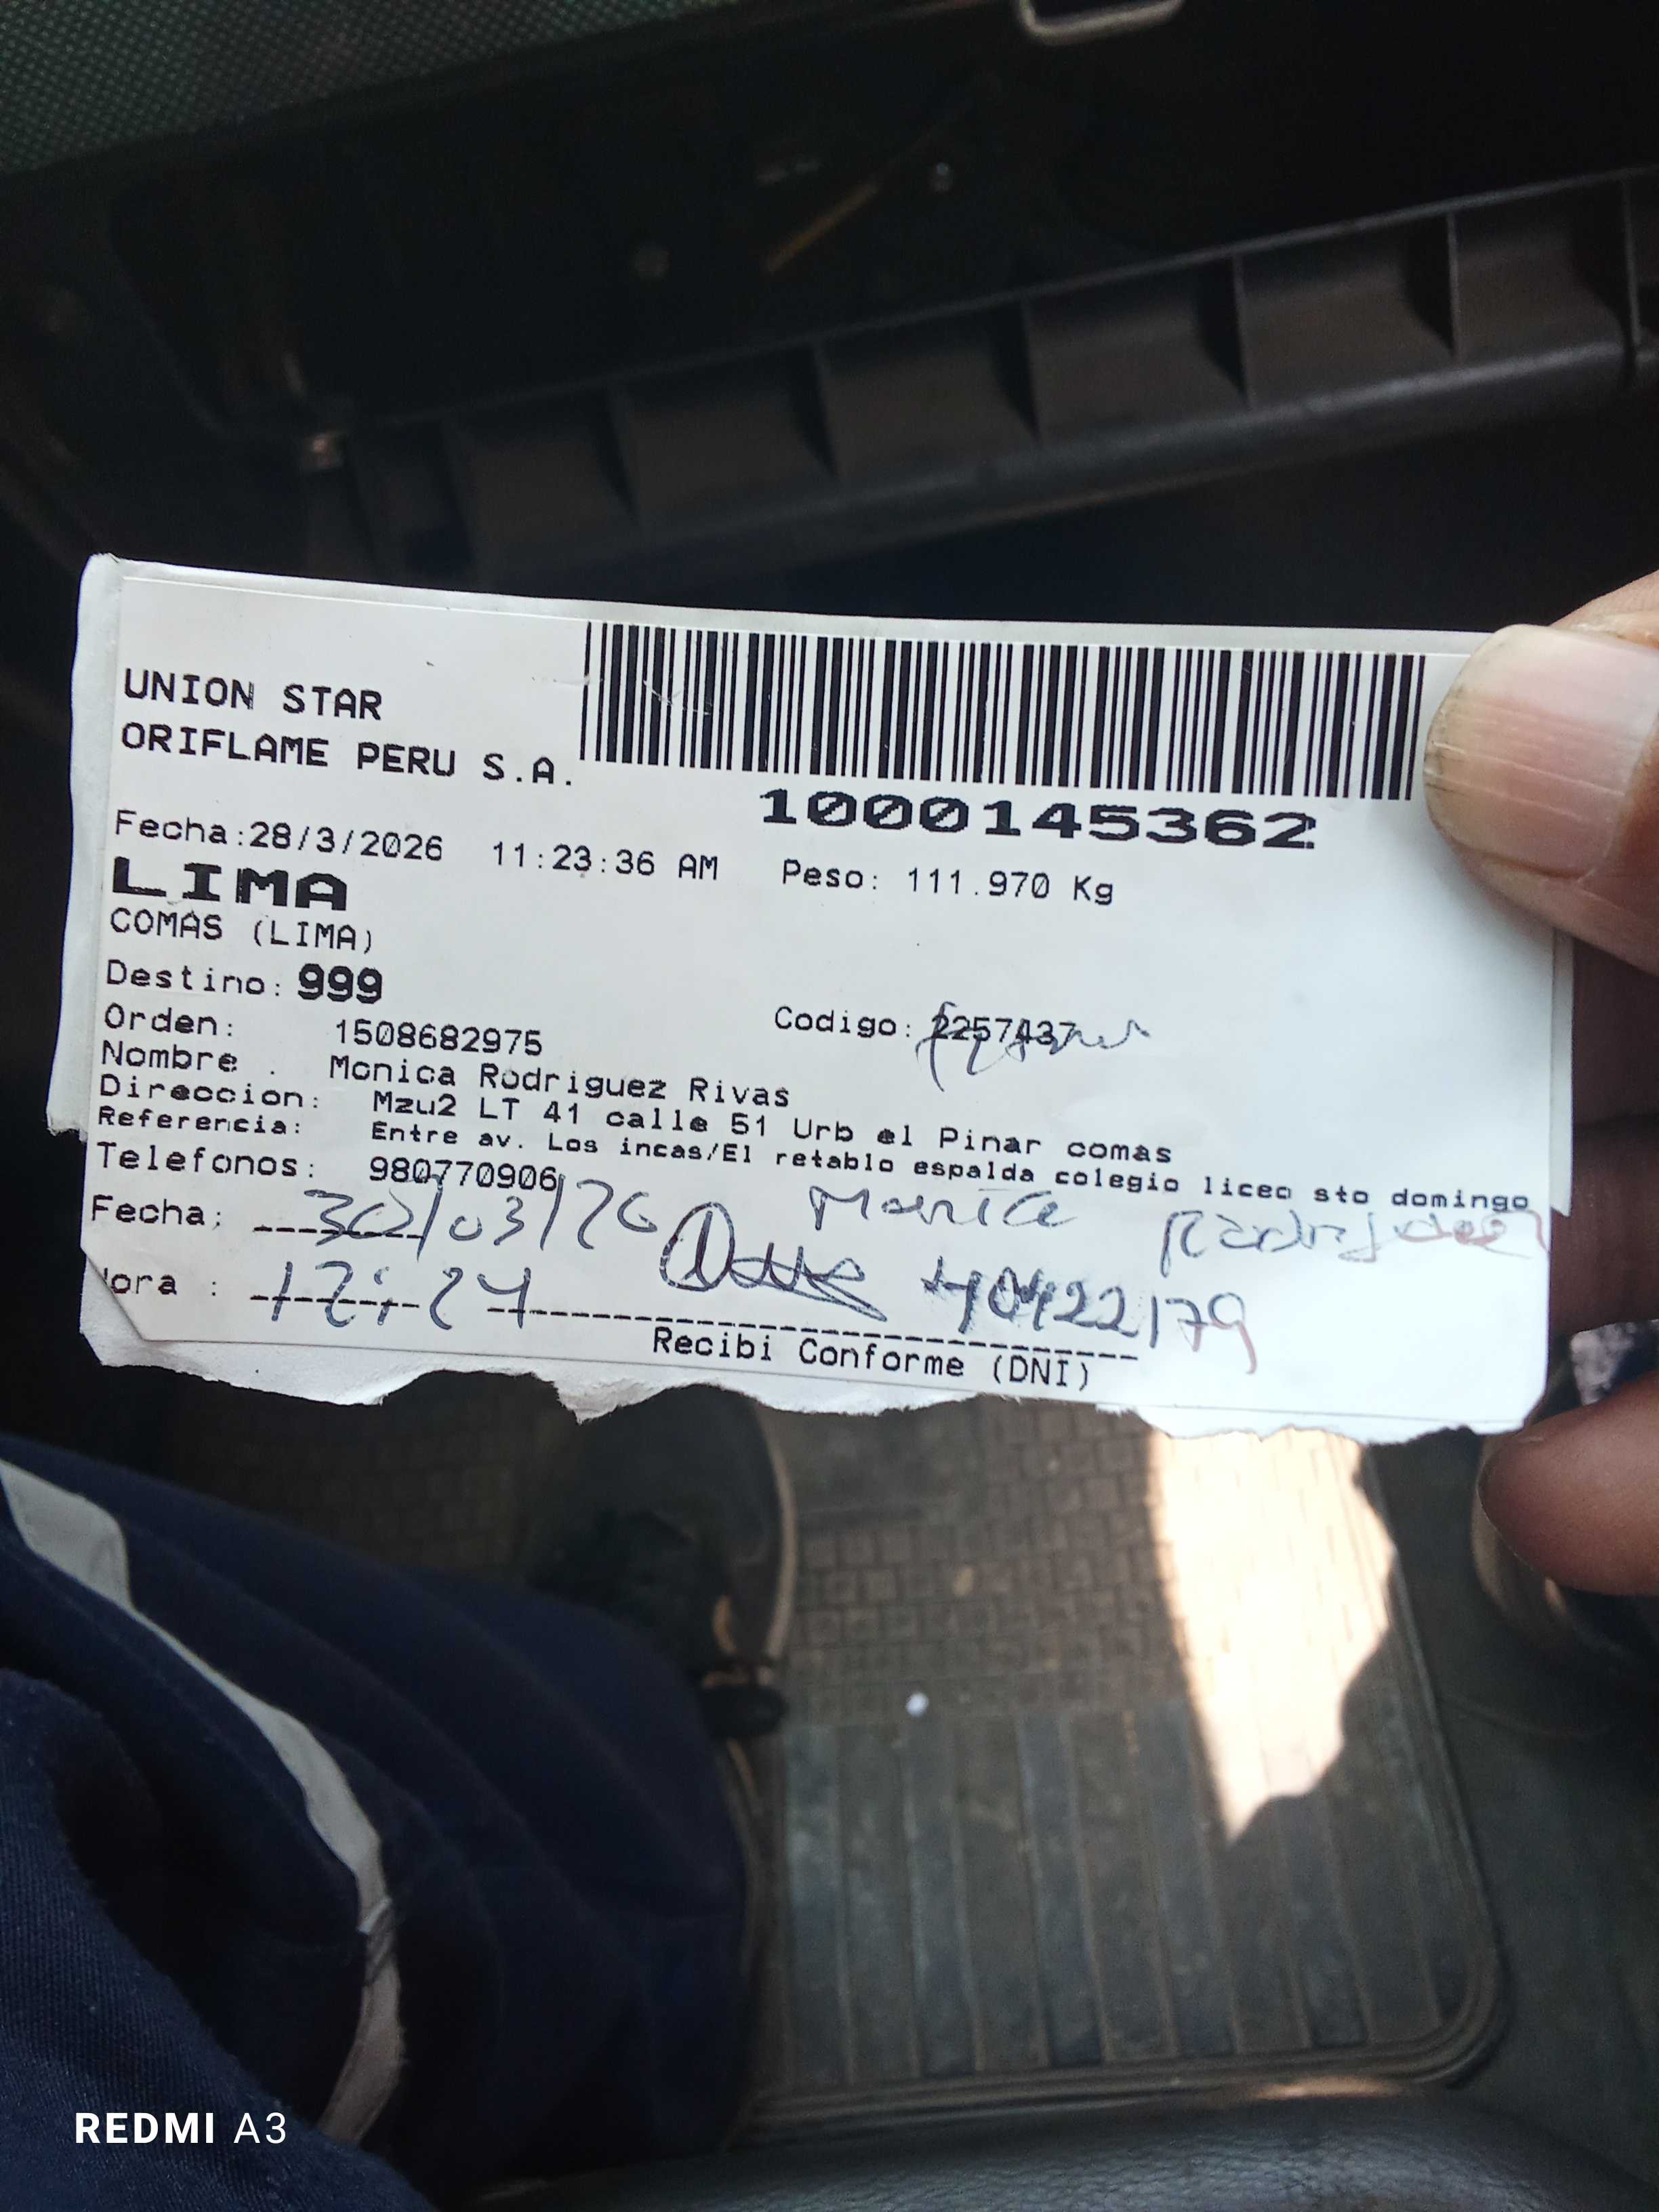 UNION STAR
ORIFLAME PERU S.A.
1000145362
Fecha:28/3/2026 11:23:36 AM Peso: 111.970 Kg
LIMA
COMAS (LIMA)
Destino: 999
Orden: 1508682975 Codigo: 2257437
Nombre : Monica Rodriguez Rivas
Direccion: Mzu2 LT 41 calle 51 Urb el Pinar comas
Referencia: Entre av. Los incas/El retablo espalda colegio liceo sto domingo
Telefonos: 980770906
Fecha: 30/03/26 Monica Rodriguez
Hora : 12:24
Recibi Conforme (DNI)
REDMI A3